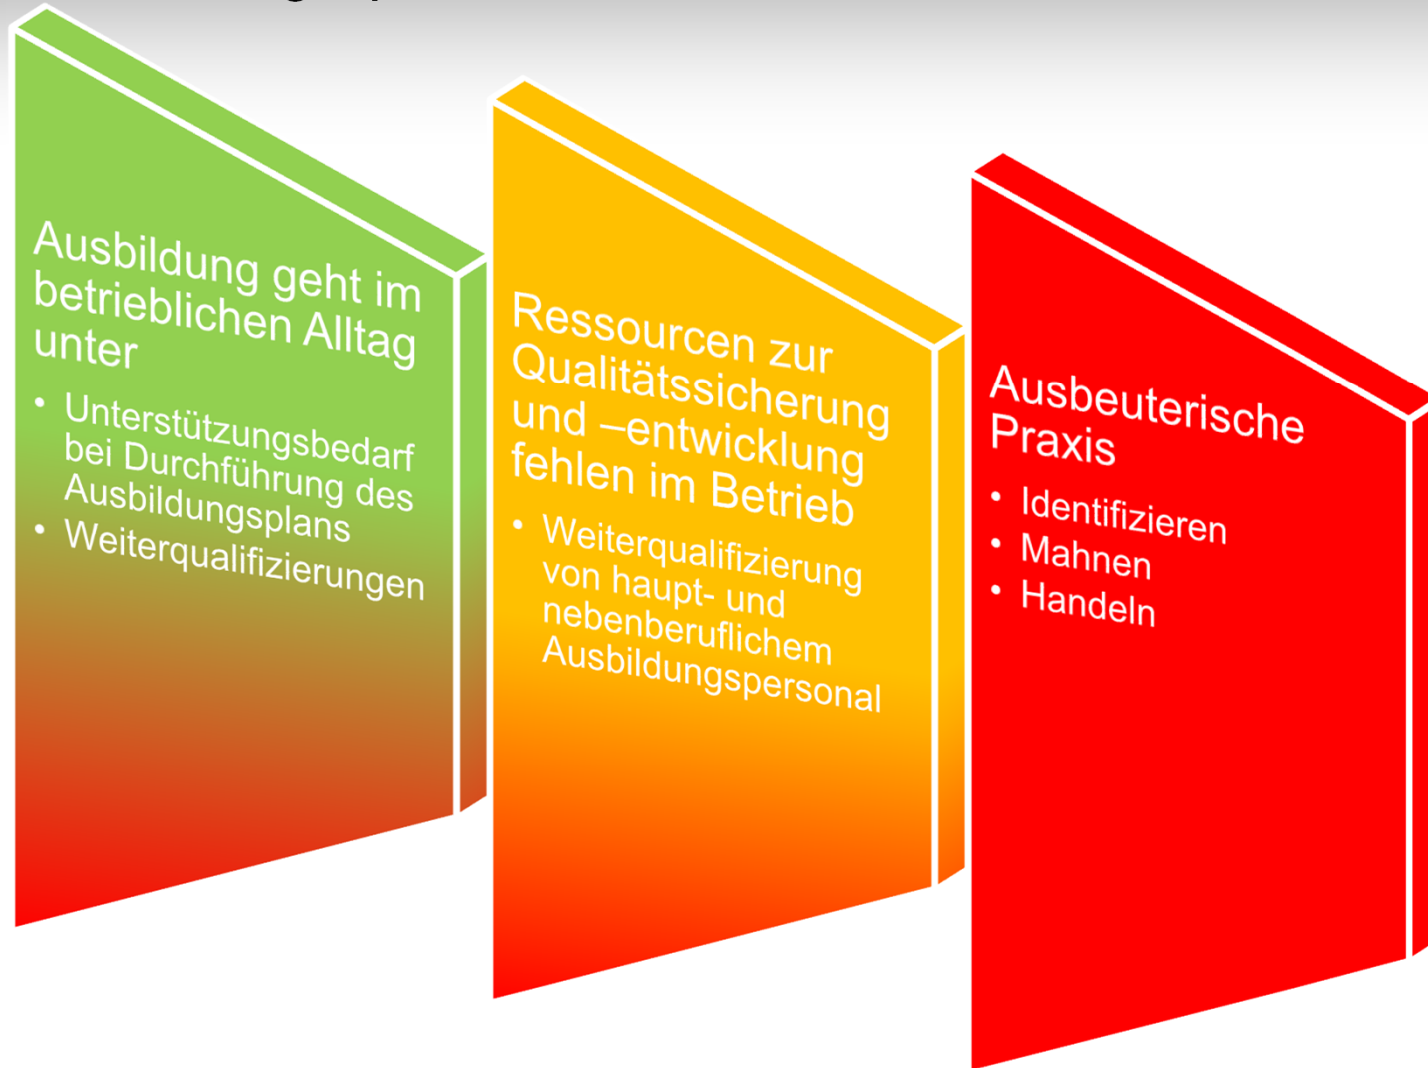 Ausbildung geht im
betrieblichen Alltag
unter
• Unterstützungsbedarf
bei Durchführung des
Ausbildungsplans
• Weiterqualifizierungen
Ressourcen zur
Qualitätssicherung
und –entwicklung
fehlen im Betrieb
• Weiterqualifizierung
von haupt- und
nebenberuflichem
Ausbildungspersonal
Ausbeuterische
Praxis
• Identifizieren
• Mahnen
• Handeln